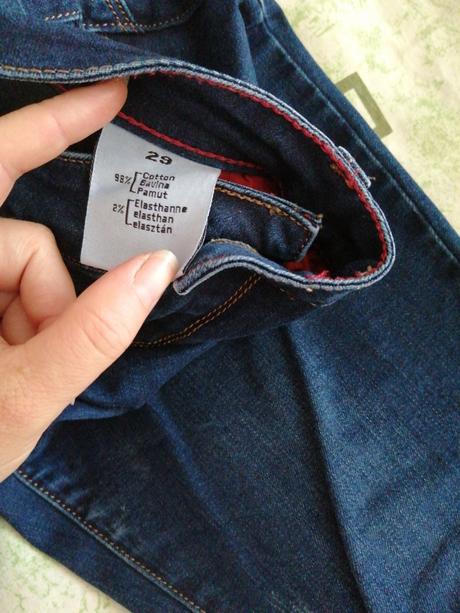 29
98% Cotton
Bavlna
Pamut
2% Elasthanne
elasthan
elasztán